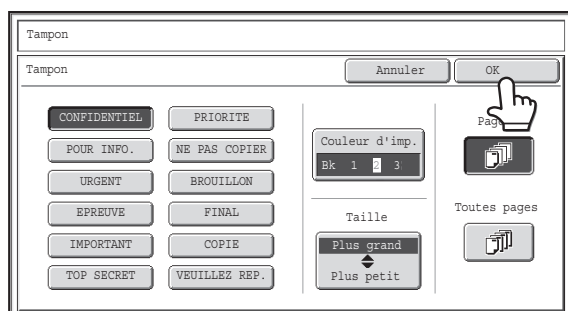 Tampon
Tampon
Annuler
OK
CONFIDENTIEL
PRIORITE
POUR INFO.
NE PAS COPIER
URGENT
BROUILLON
EPREUVE
FINAL
IMPORTANT
COPIE
TOP SECRET
VEUILLEZ REP.
Couleur d'imp.
Bk 1 2 3
Taille
Plus grand
Plus petit
Toutes pages